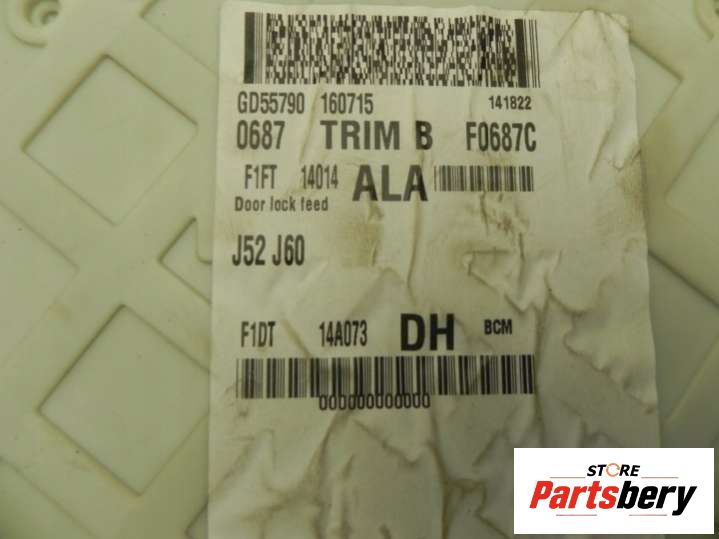 GD55790 160715 141822
0687 TRIM B F0687C
F1FT 14014 ALA
Door lock feed
J52 J60
F1DT 14A073 DH BCM
000000000000
STORE
Partsbery